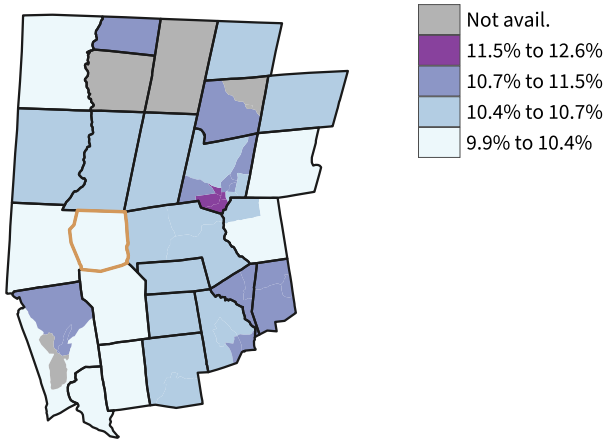 Not avail.
11.5% to 12.6%
10.7% to 11.5%
10.4% to 10.7%
9.9% to 10.4%